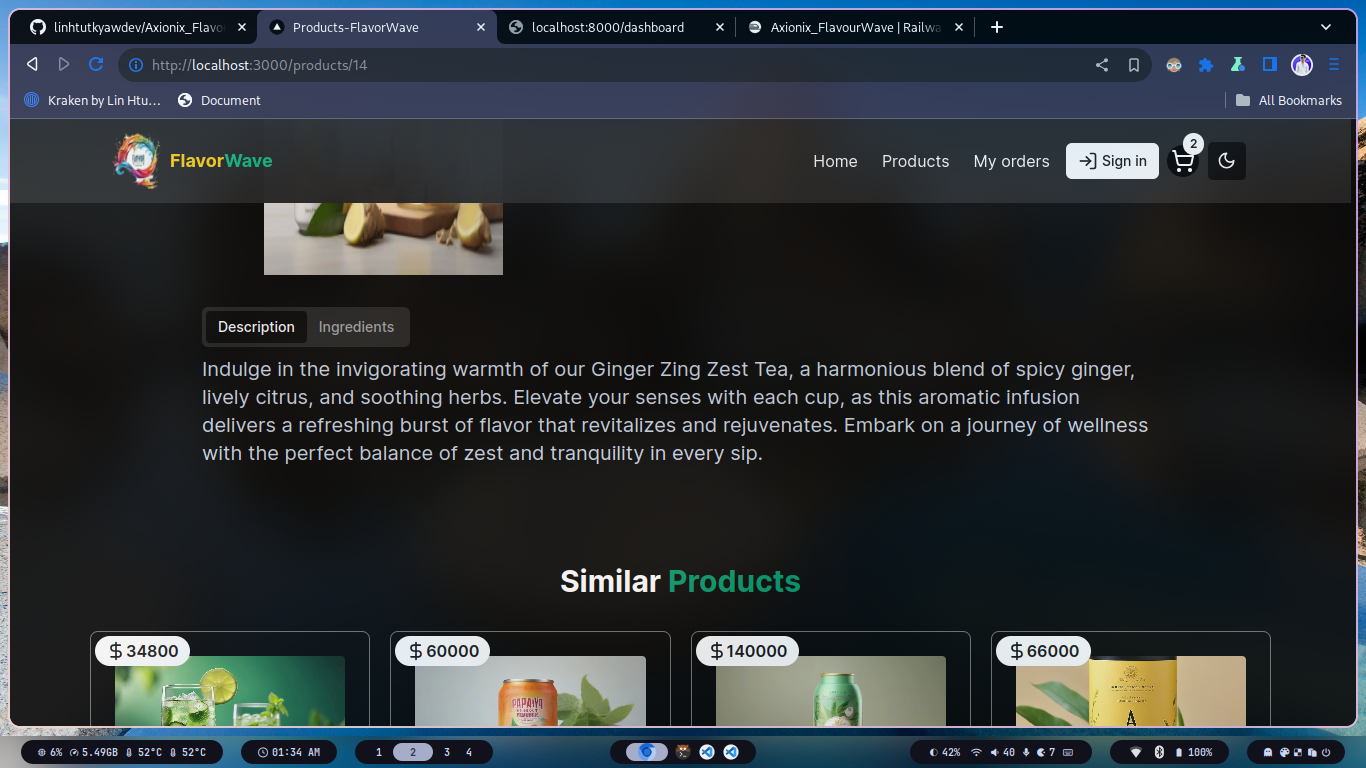 linhtutkyawdev/Axionix_Flavo
Products-FlavorWave
localhost:8000/dashboard
Axionix_FlavourWave | Railwa
http://localhost:3000/products/14
Kraken by Lin Htu...
Document
All Bookmarks
FlavorWave
Home
Products
My orders
Sign in
2
Description
Ingredients
Indulge in the invigorating warmth of our Ginger Zing Zest Tea, a harmonious blend of spicy ginger,
lively citrus, and soothing herbs. Elevate your senses with each cup, as this aromatic infusion
delivers a refreshing burst of flavor that revitalizes and rejuvenates. Embark on a journey of wellness
with the perfect balance of zest and tranquility in every sip.
Similar Products
$34800
$60000
$140000
$66000
PAPAYA
6%
5.49GB
52°C
52°C
01:34 AM
1
2
3
4
42%
40
7
100%